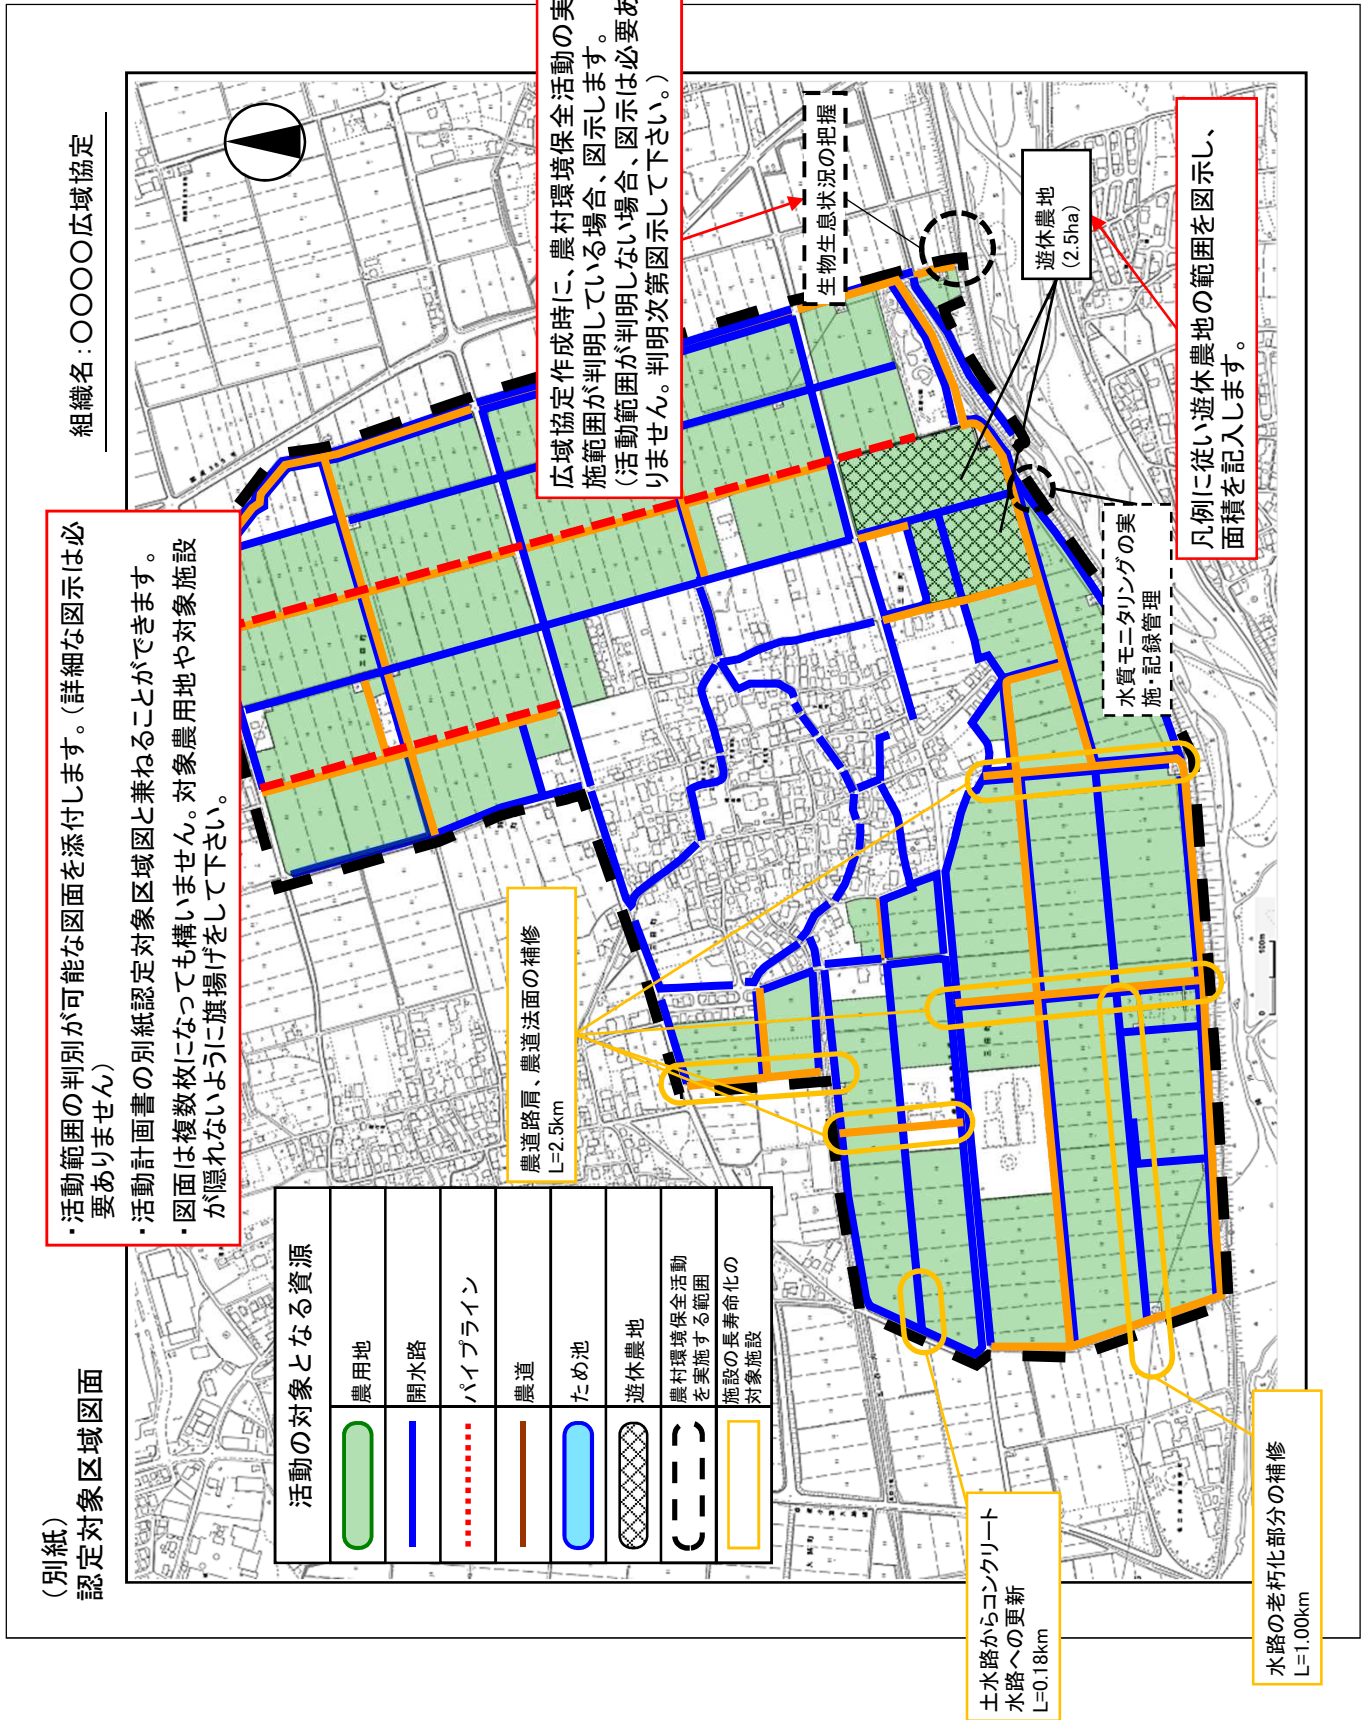 （別紙）
認定対象区域図面
組織名：〇〇〇〇広域協定
・活動範囲の判別が可能な図面を添付します。（詳細な図示は必
要ありません）
・活動計画書の別紙認定対象区域図と兼ねることができます。
・図面は複数枚になっても構いません。対象農用地や対象施設
が隠れないように旗揚げをして下さい。
広域協定作成時に、農村環境保全活動の実
施範囲が判明している場合、図示します。
（活動範囲が判明しない場合、図示は必要あ
りません。判明次第図示して下さい。）
生物生息状況の把握
遊休農地
（2.5ha）
凡例に従い遊休農地の範囲を図示し、
面積を記入します。
水質モニタリングの実
施・記録管理
農道路肩、農道法面の補修
L=2.5km
活動の対象となる資源
農用地
開水路
パイプライン
農道
ため池
遊休農地
農村環境保全活動
を実施する範囲
施設の長寿命化の
対象施設
土水路からコンクリート
水路への更新
L=0.18km
水路の老朽化部分の補修
L=1.00km
0 100m